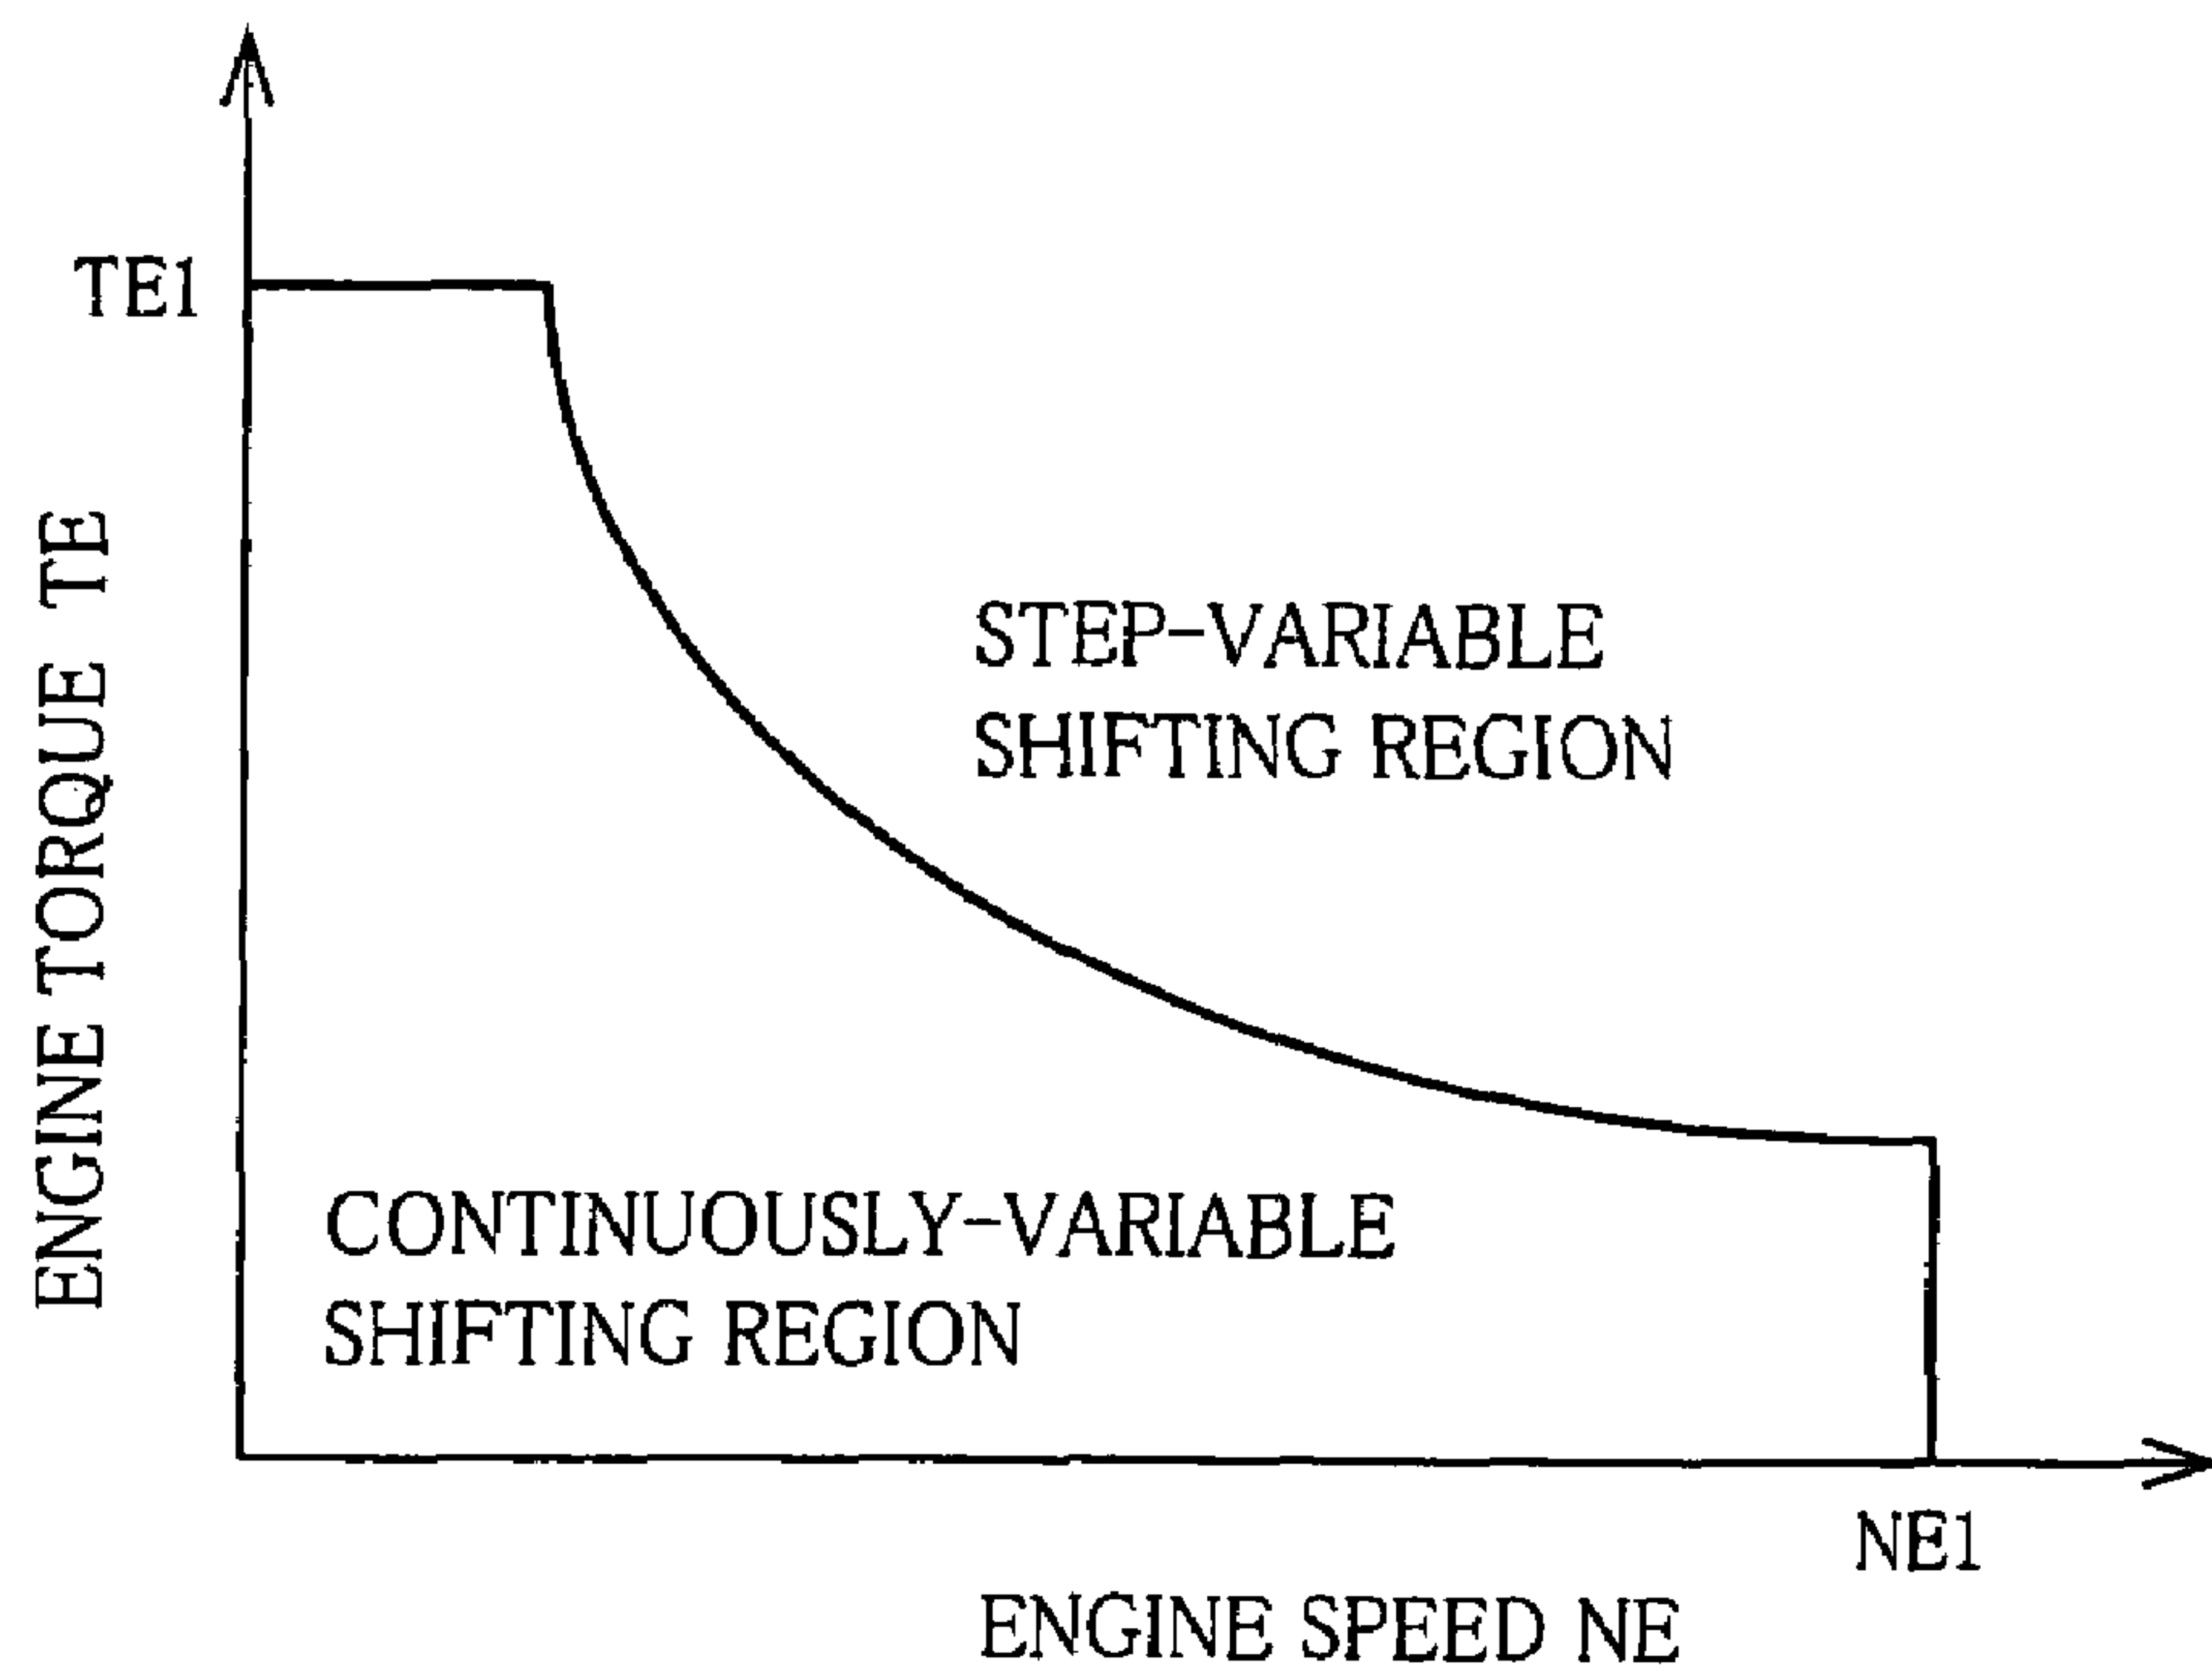 TE1
ENGINE TORQUE TE
STEP-VARIABLE
SHIFTING REGION
CONTINUOUSLY-VARIABLE
SHIFTING REGION
NE1
ENGINE SPEED NE